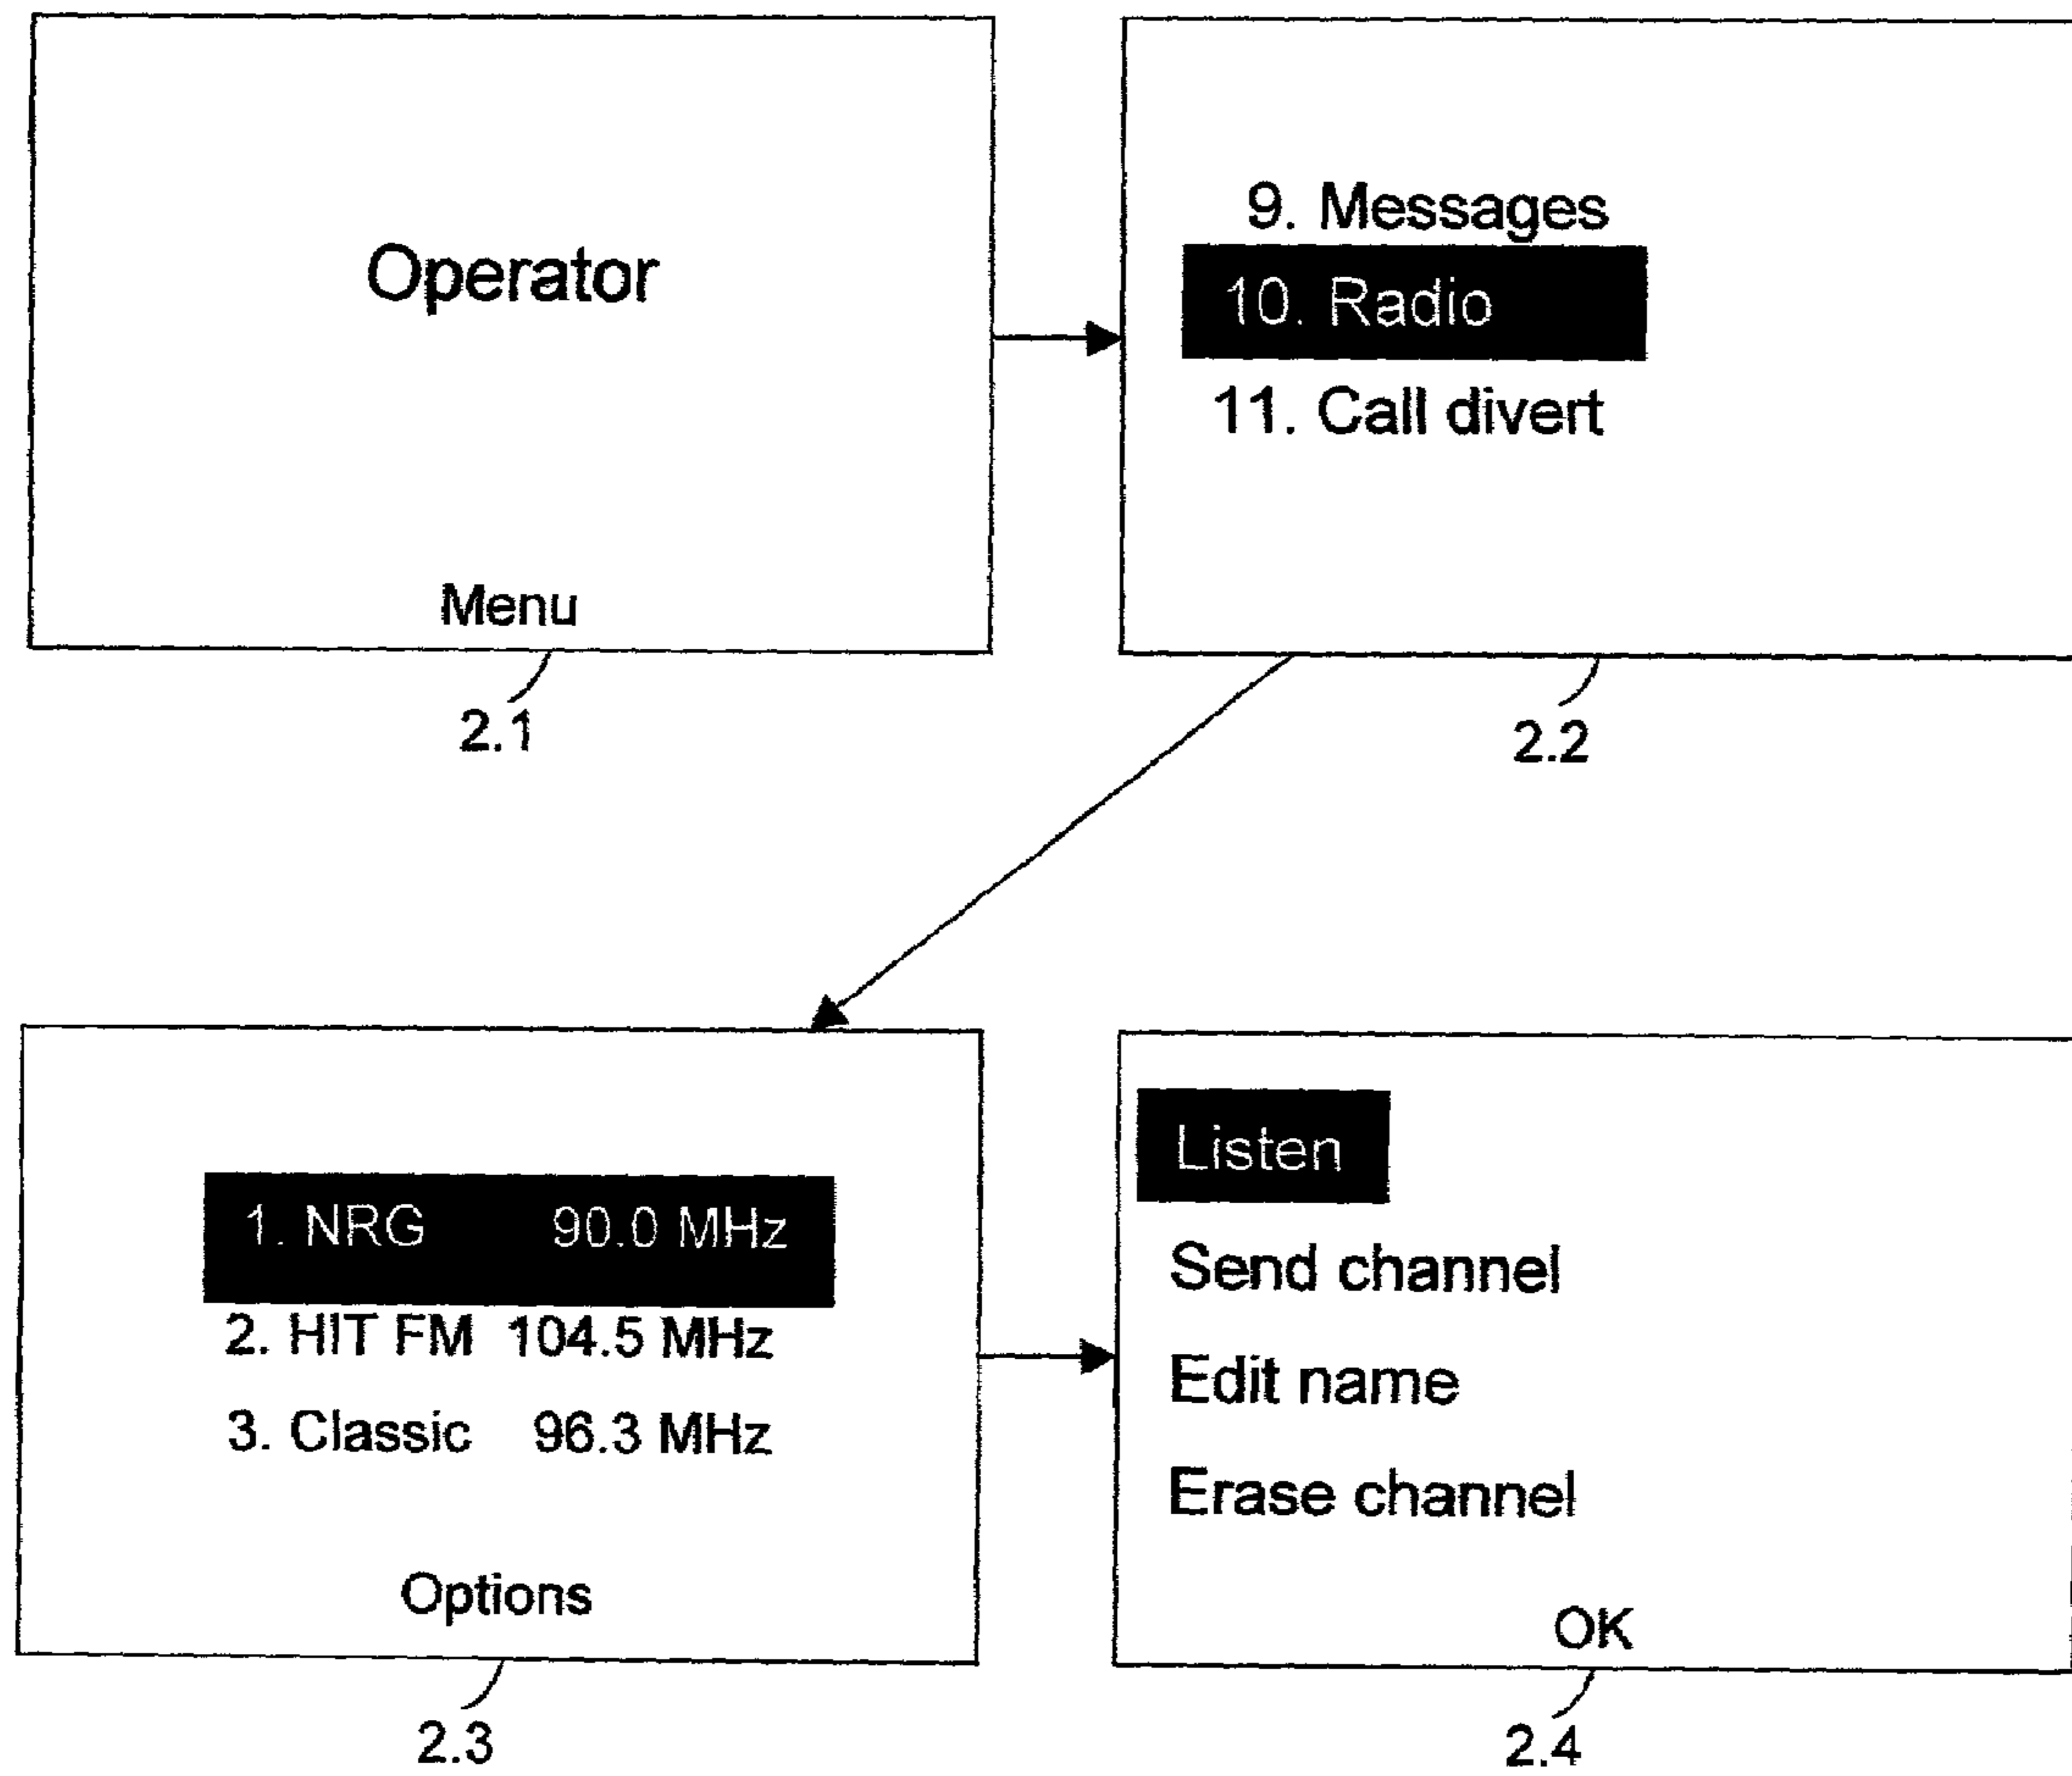 Operator
Menu
2.1
9. Messages
10. Radio
11. Call divert
2.2
1. NRG 90.0 MHz
2. HIT FM 104.5 MHz
3. Classic 96.3 MHz
Options
2.3
Listen
Send channel
Edit name
Erase channel
OK
2.4